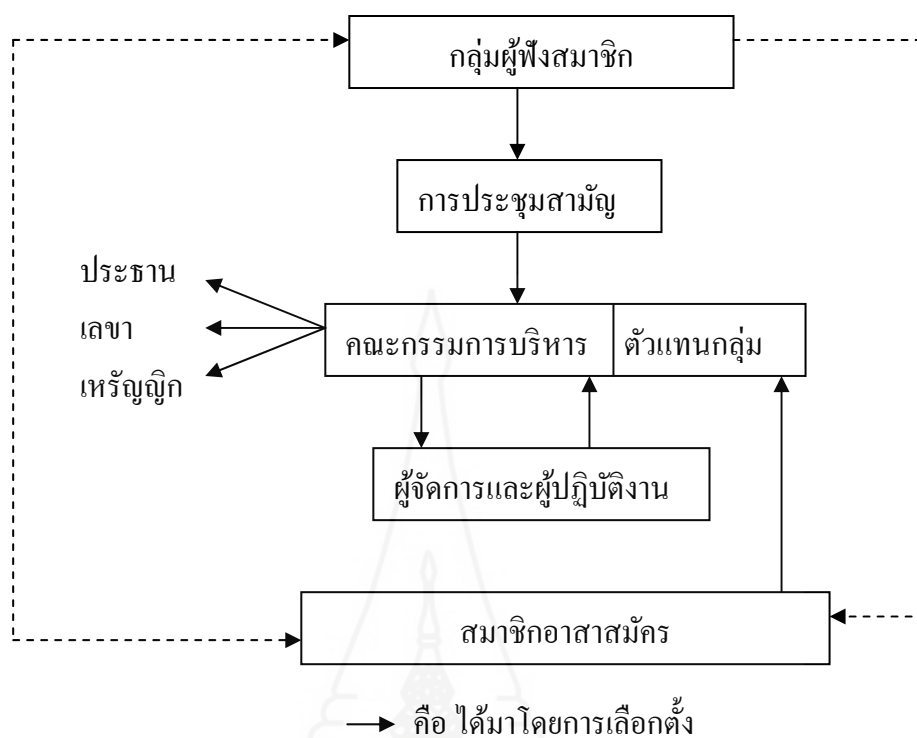 กลุ่มผู้ฟังสมาชิก
การประชุมสามัญ
ประธาน
เลขา
เหรัญญิก
คณะกรรมการบริหาร
ตัวแทนกลุ่ม
ผู้จัดการและผู้ปฏิบัติงาน
สมาชิกอาสาสมัคร
คือ ได้มาโดยการเลือกตั้ง